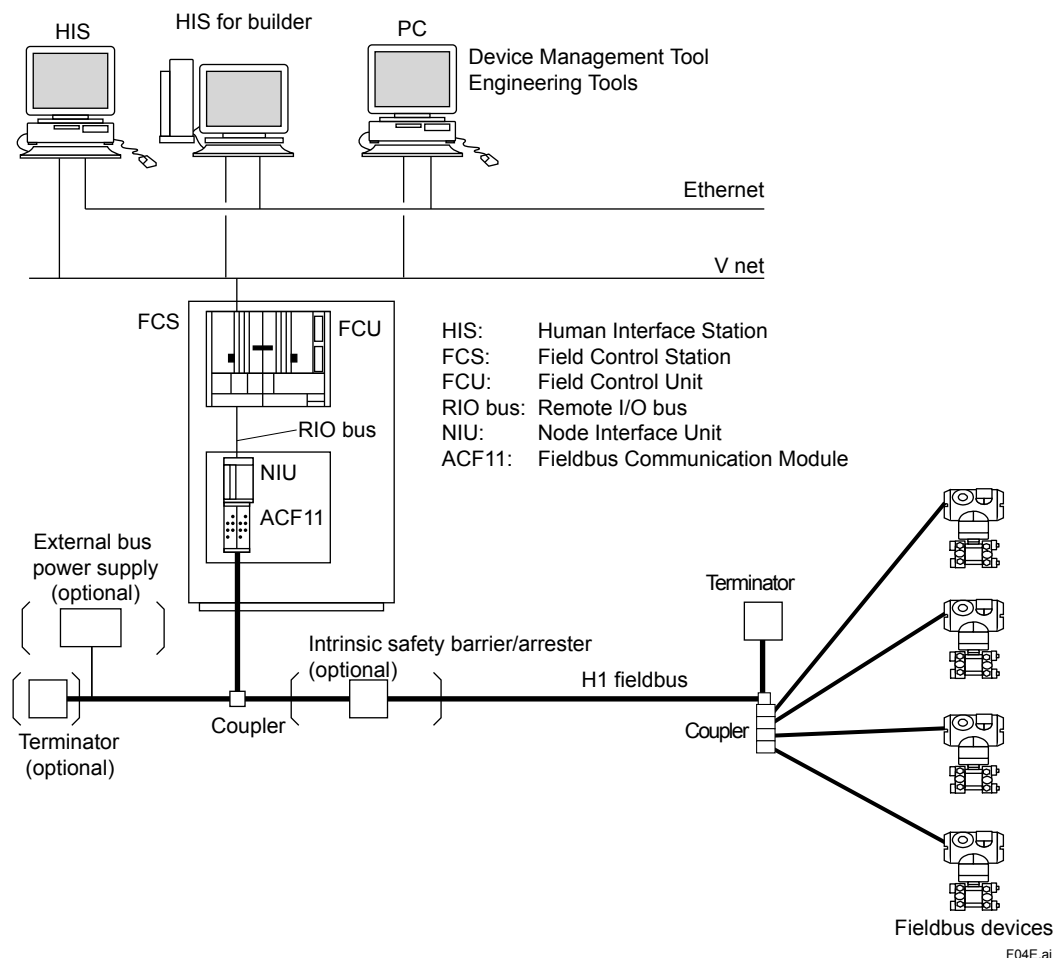 HIS
HIS for builder
PC
Device Management Tool
Engineering Tools
Ethernet
V net
FCS
FCU
HIS: Human Interface Station
FCS: Field Control Station
FCU: Field Control Unit
RIO bus: Remote I/O bus
NIU: Node Interface Unit
ACF11: Fieldbus Communication Module
RIO bus
NIU
ACF11
External bus
power supply
(optional)
Terminator
Intrinsic safety barrier/arrester
(optional)
H1 fieldbus
Coupler
Coupler
Terminator
(optional)
Fieldbus devices
F04E.ai